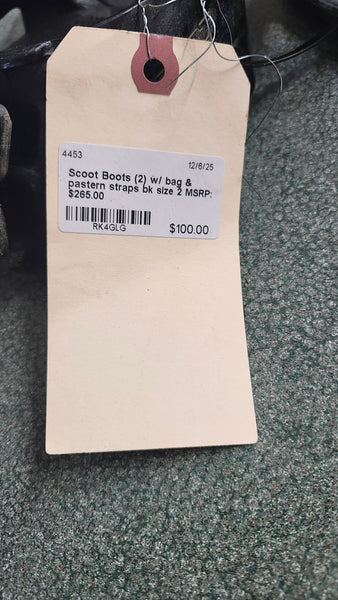 4453 12/6/25
Scoot Boots (2) w/ bag &
pastern straps bk size 2 MSRP:
$265.00
RK4GLG $100.00